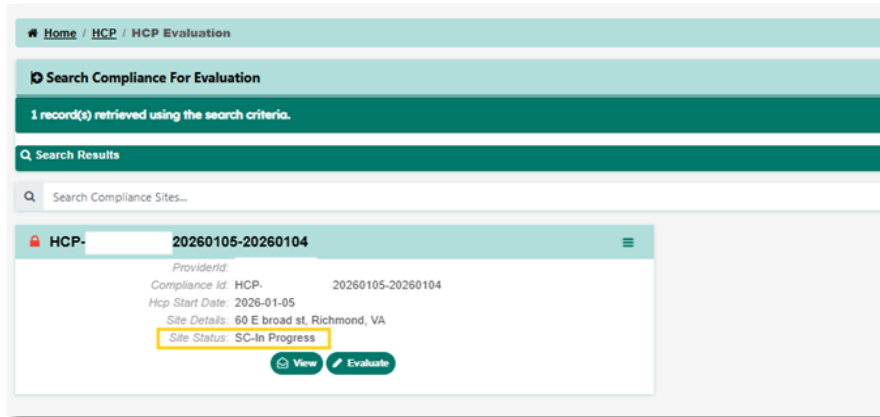 Home / HCP / HCP Evaluation
Search Compliance For Evaluation
1 record(s) retrieved using the search criteria.
Search Results
Search Compliance Sites...
HCP- 20260105-20260104
ProviderId:
Compliance Id: HCP- 20260105-20260104
Hcp Start Date: 2026-01-05
Site Details: 60 E broad st, Richmond, VA
Site Status: SC-In Progress
View Evaluate